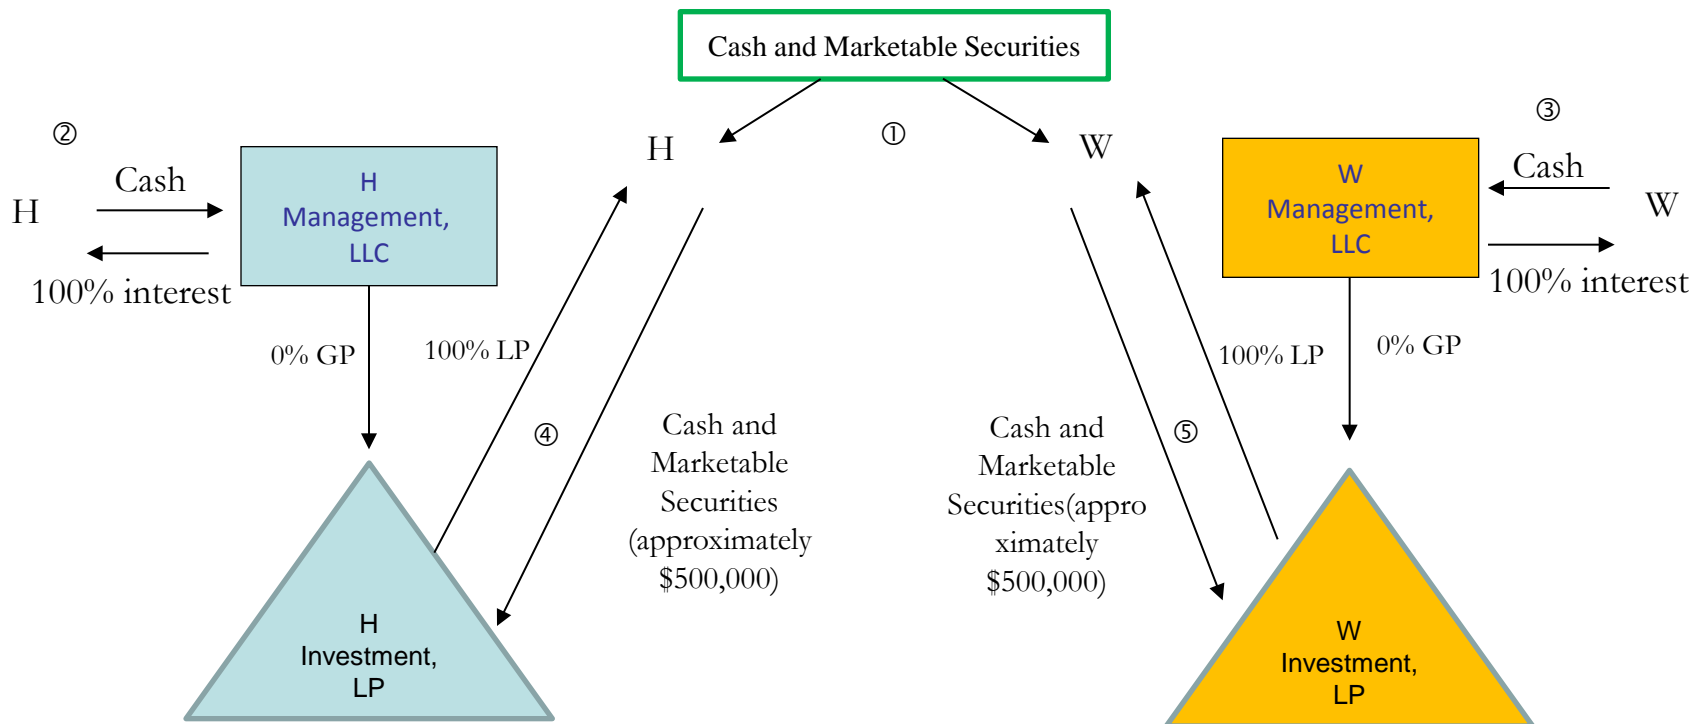 Cash and Marketable Securities
②
①
③
H
W
Cash
H
Management,
LLC
W
Management,
LLC
Cash
H
W
100% interest
100% interest
0% GP
100% LP
100% LP
0% GP
④
Cash and
Marketable
Securities
(approximately
$500,000)
Cash and
Marketable
Securities(appro
ximately
$500,000)
⑤
H
Investment,
LP
W
Investment,
LP